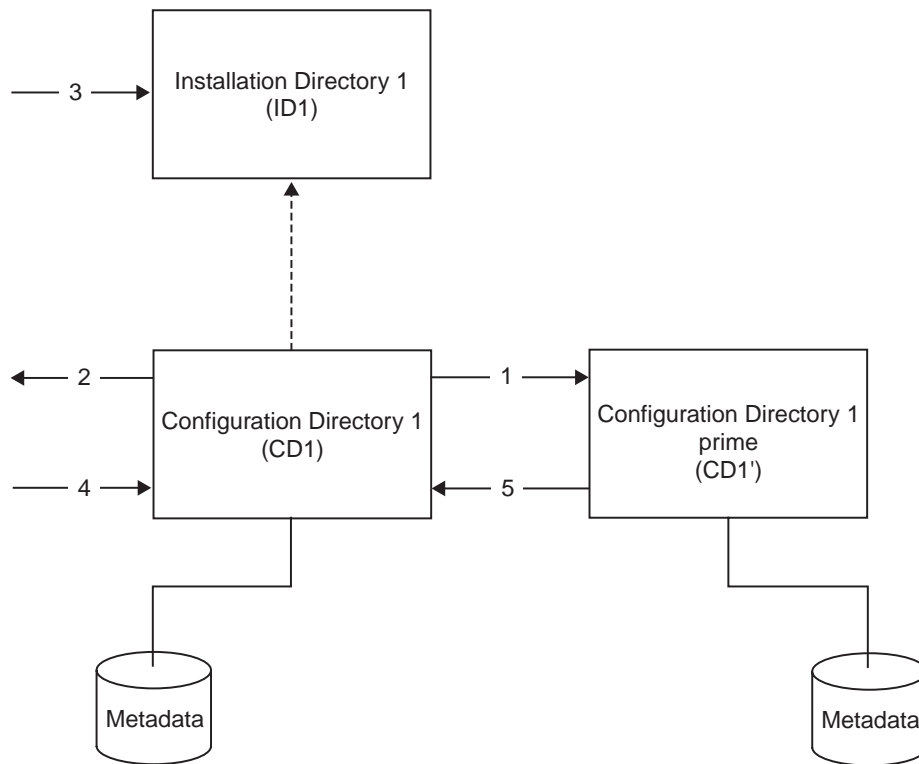 Installation Directory 1
(ID1)
3
2
1
Configuration Directory 1
(CD1)
Configuration Directory 1
prime
(CD1')
4
5
Metadata
Metadata